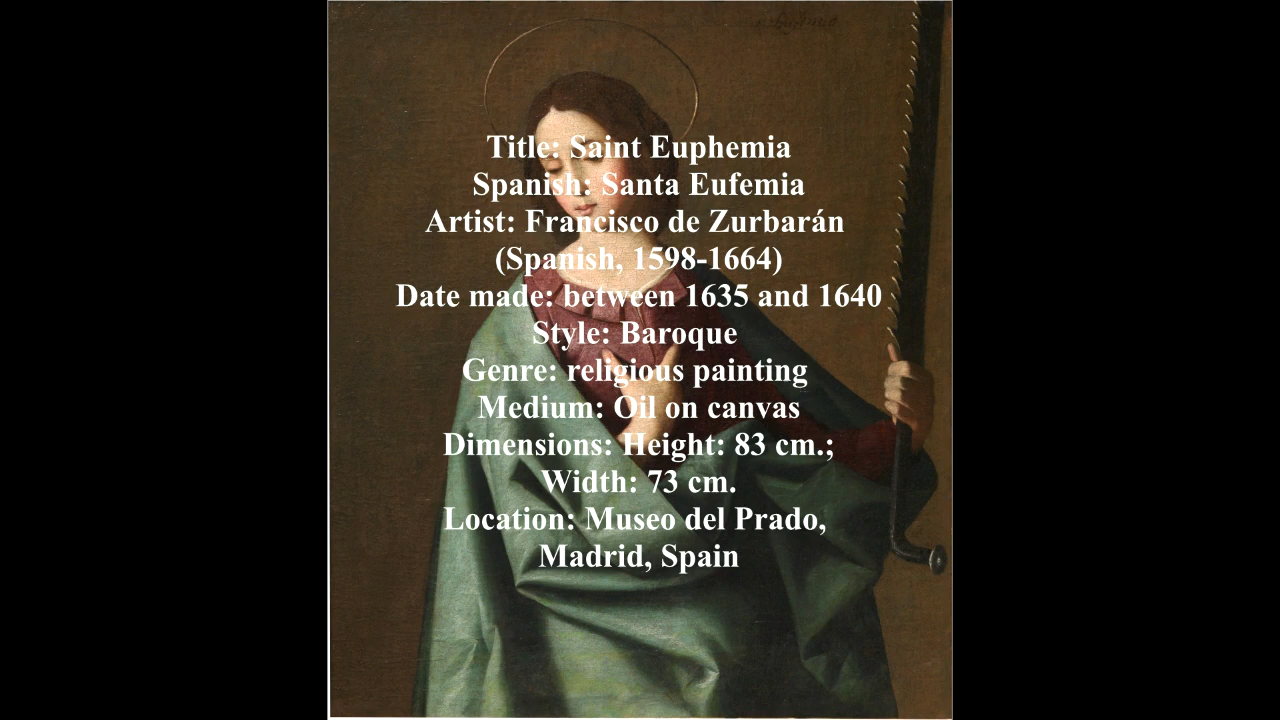 Title: Saint Euphemia
Spanish: Santa Eufemia
Artist: Francisco de Zurbarán
(Spanish, 1598-1664)
Date made: between 1635 and 1640
Style: Baroque
Genre: religious painting
Medium: Oil on canvas
Dimensions: Height: 83 cm.;
Width: 73 cm.
Location: Museo del Prado,
Madrid, Spain